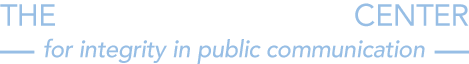 THE CENTER
for integrity in public communication